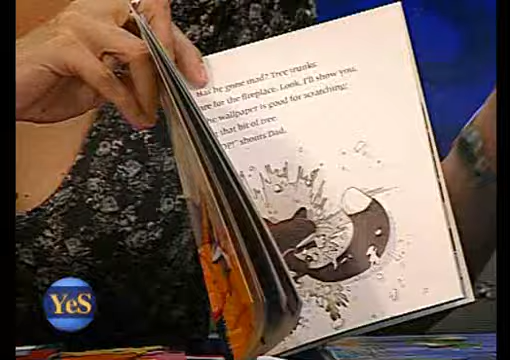 Has he gone mad? Tree trunks
are for the fireplace. Look, I'll show you.
wallpaper is good for scratching;
that bit of tree
shouts Dad.
YeS